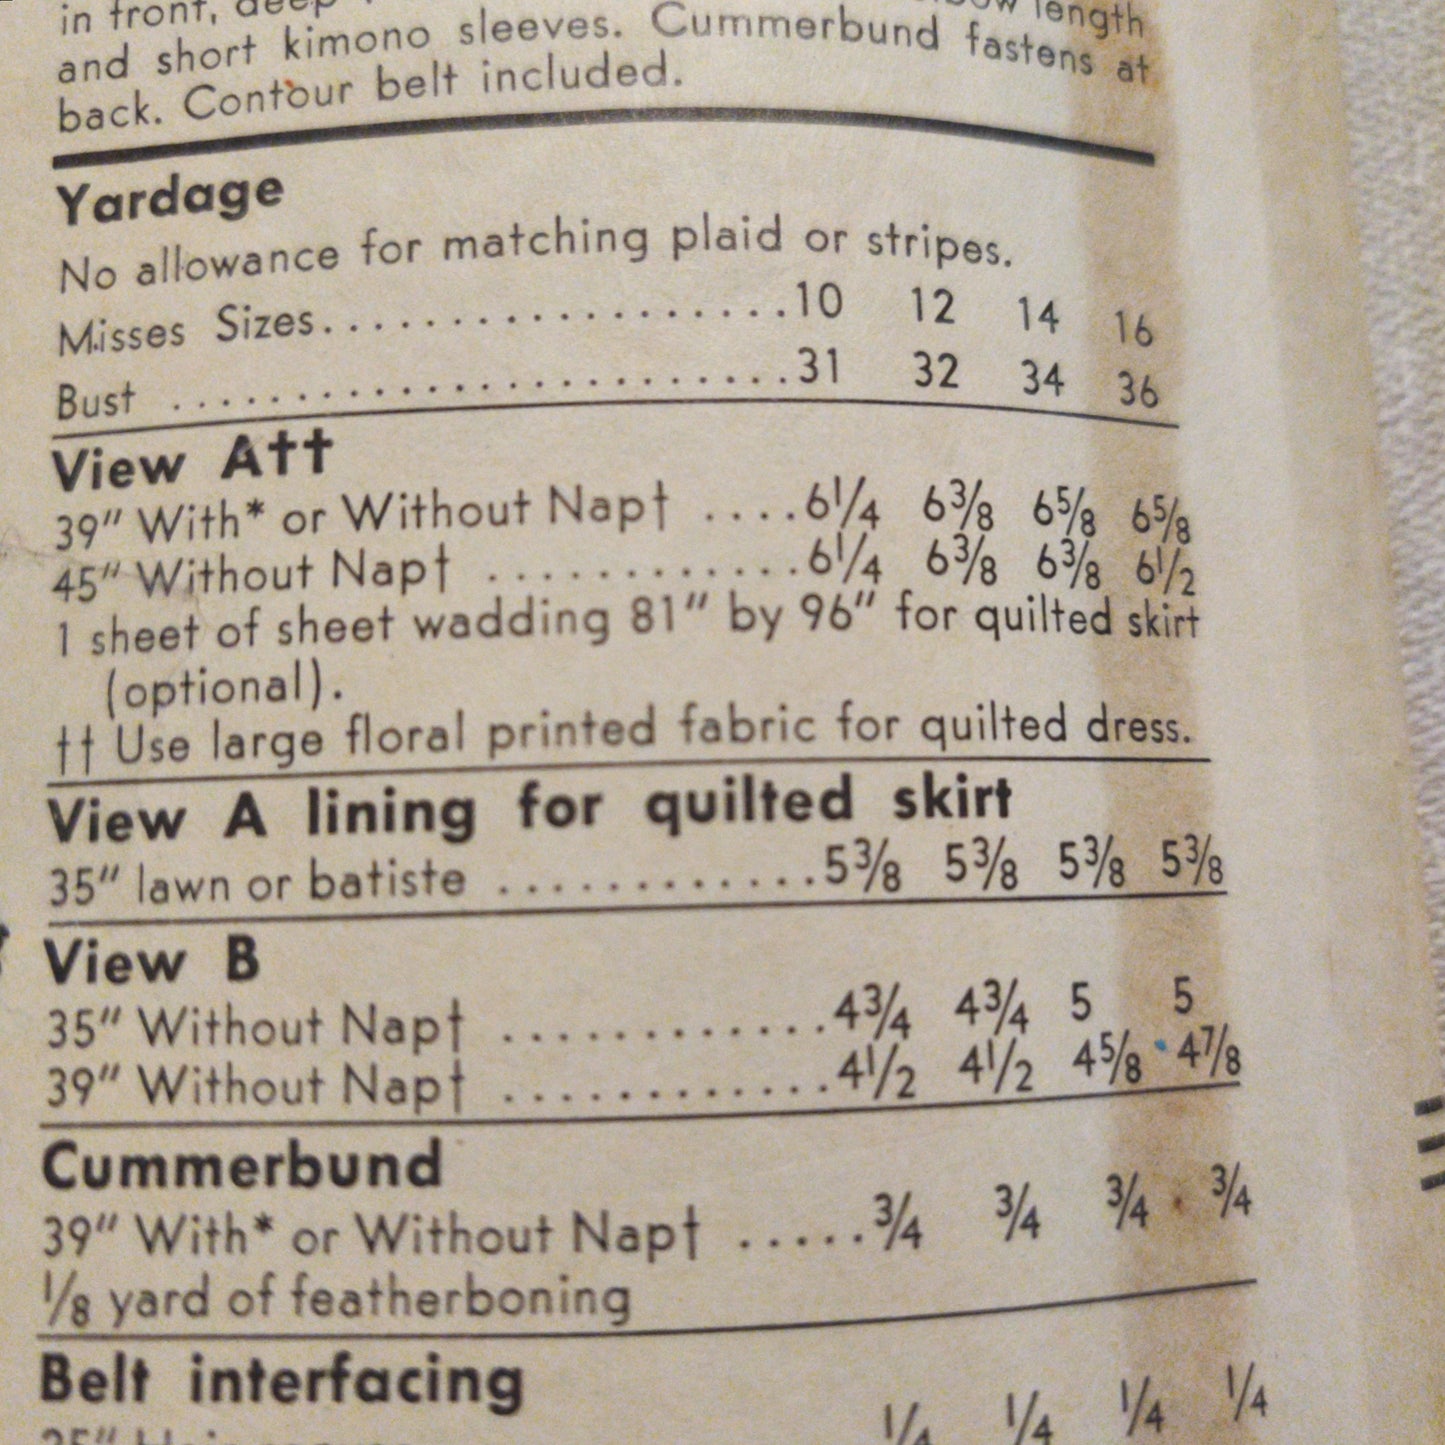 in front, deep length
and short kimono sleeves. Cummerbund fastens at
back. Contour belt included.
Yardage
No allowance for matching plaid or stripes.
Misses Sizes...................10 12 14 16
Bust ..........................31 32 34 36
View A††
39" With* or Without Nap† ....6¼ 6⅜ 6⅝ 6⅝
45" Without Nap† .............6¼ 6⅜ 6⅜ 6½
1 sheet of sheet wadding 81" by 96" for quilted skirt
(optional).
†† Use large floral printed fabric for quilted dress.
View A lining for quilted skirt
35" lawn or batiste .............5⅜ 5⅜ 5⅜ 5⅜
View B
35" Without Nap† .............4¾ 4¾ 5 5
39" Without Nap† .............4½ 4½ 4⅝ 4⅞
Cummerbund
39" With* or Without Nap† ......¾ ¾ ¾ ¾
⅛ yard of featherboning
Belt interfacing
¼ ¼ ¼ ¼